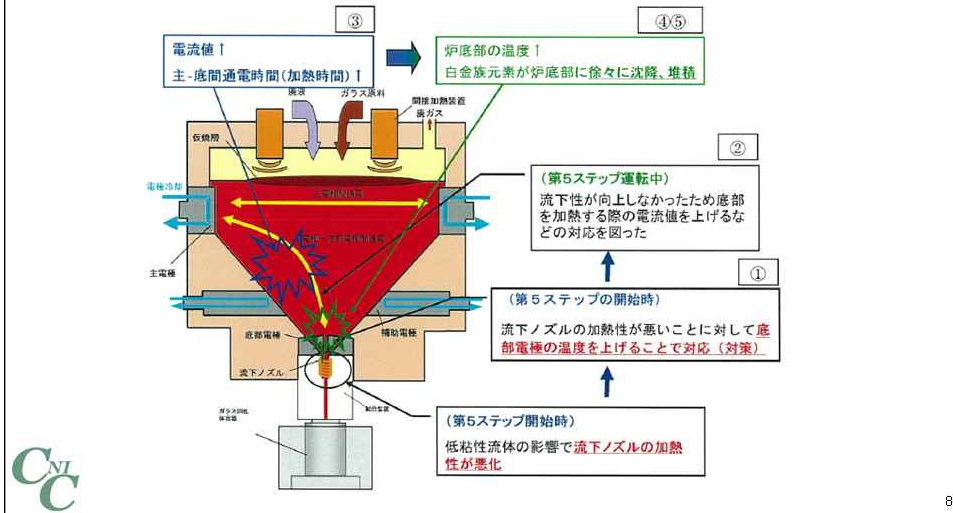 ③
電流値↑
主-底間通電時間(加熱時間)↑
④⑤
炉底部の温度↑
白金族元素が炉底部に徐々に沈降、堆積
廃液
ガラス原料
間接加熱装置
廃ガス
仮焼層
電極冷却
主電極
底部電極
補助電極
流下ノズル
②
(第5ステップ運転中)
流下性が向上しなかったため底部
を加熱する際の電流値を上げるな
どの対応を図った
①
(第５ステップの開始時)
流下ノズルの加熱性が悪いことに対して底
部電極の温度を上げることで対応(対策)
(第5ステップ開始時)
低粘性流体の影響で流下ノズルの加熱
性が悪化
CNIC
8